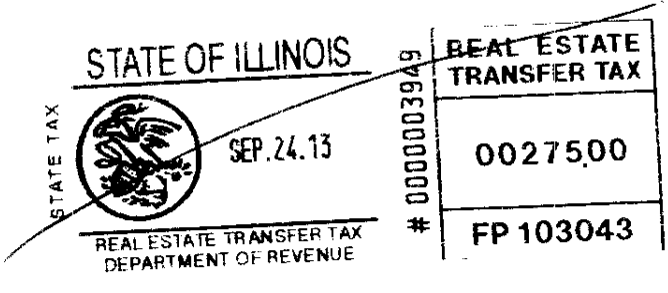 STATE OF ILLINOIS
STATE TAX
SEP.24.13
REAL ESTATE TRANSFER TAX
DEPARTMENT OF REVENUE
# 0000003949
REAL ESTATE
TRANSFER TAX
00275.00
FP 103043